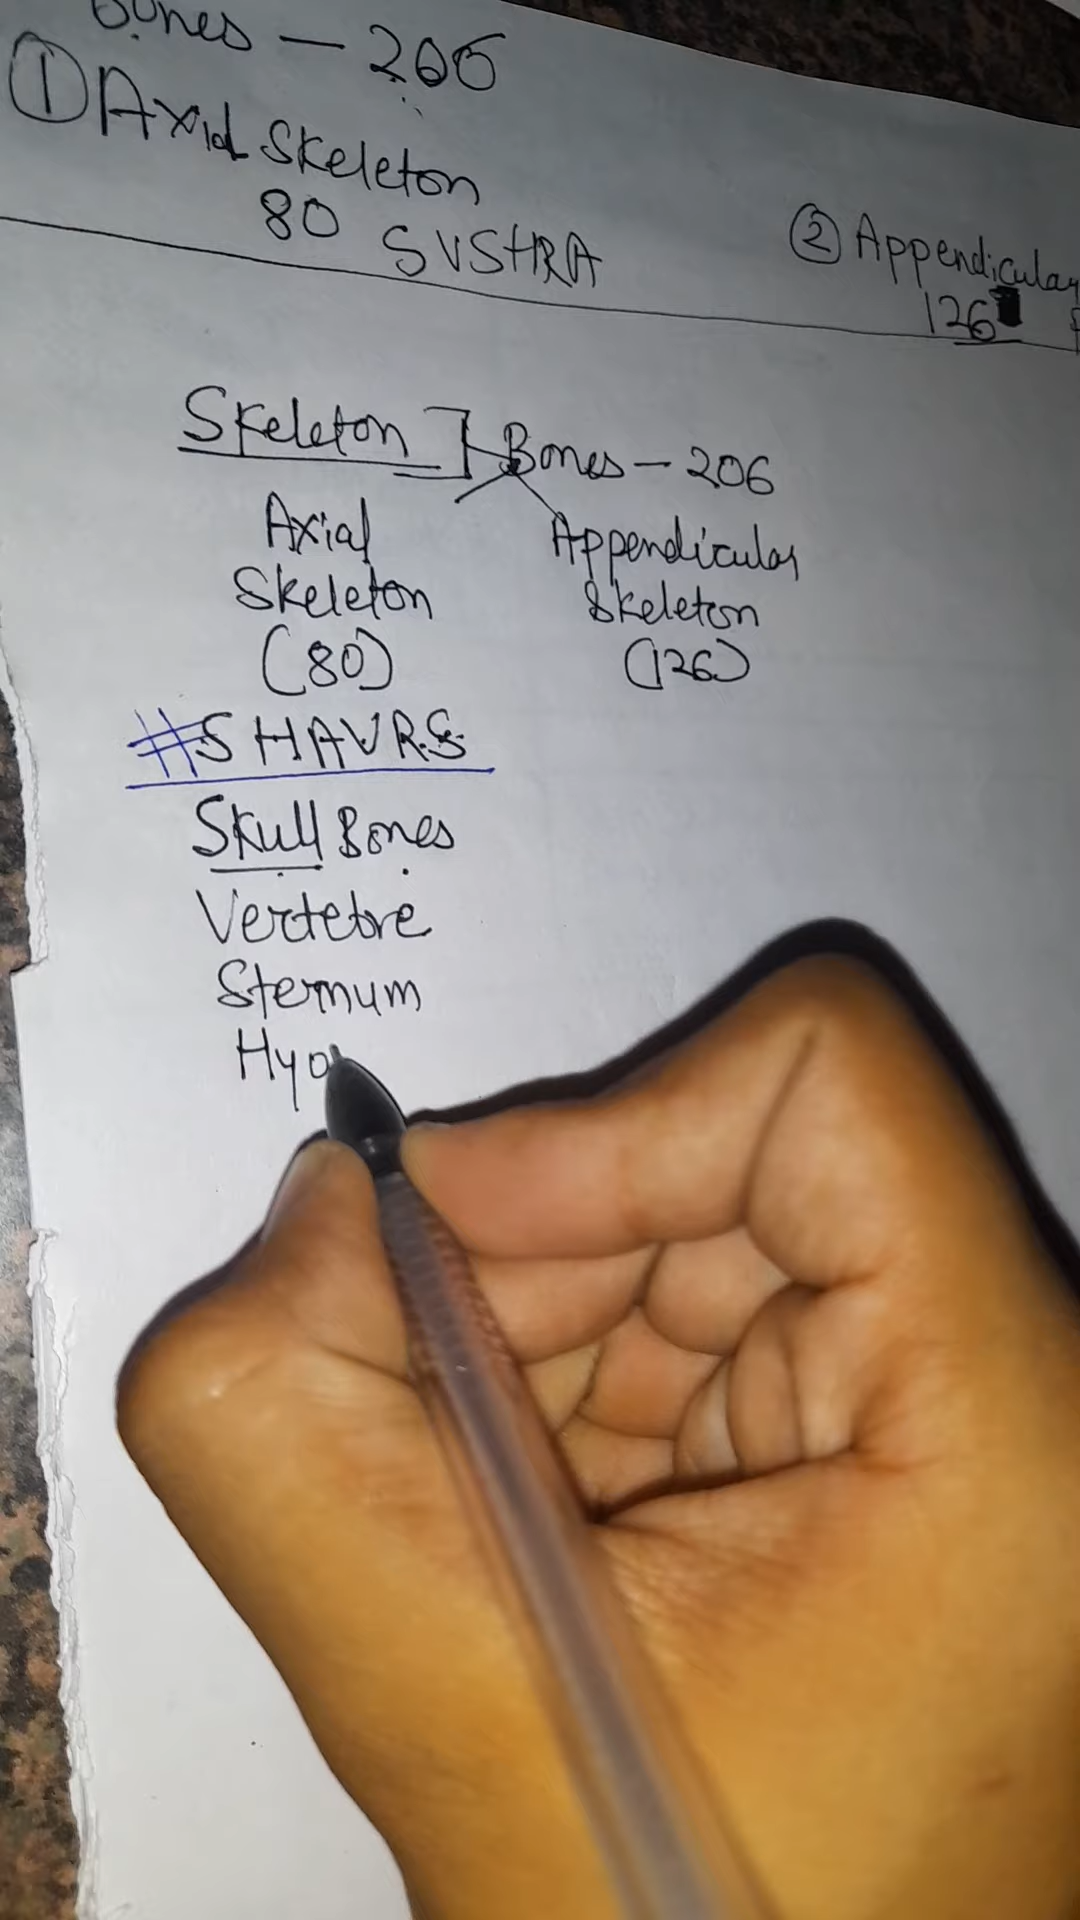 Bones — 206
① Axial Skeleton
80 SVSHRA
② Appendicular
126
Skeleton ] Bones — 206
Axial Skeleton (80)
Appendicular Skeleton (126)
#SHAVRS
Skull Bones
Vertebre
Sternum
Hyo